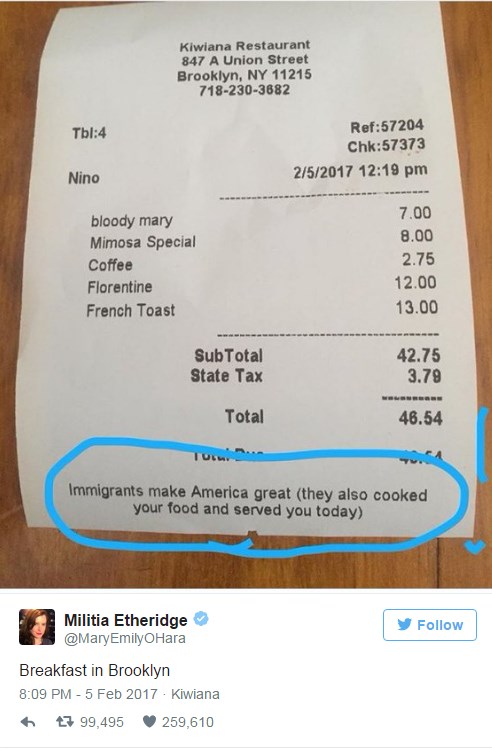 Kiwiana Restaurant
847 A Union Street
Brooklyn, NY 11215
718-230-3682
Tbl:4
Ref:57204
Chk:57373
Nino
2/5/2017 12:19 pm
bloody mary 7.00
Mimosa Special 8.00
Coffee 2.75
Florentine 12.00
French Toast 13.00
SubTotal 42.75
State Tax 3.79
Total 46.54
Total Due 46.54
Immigrants make America great (they also cooked
your food and served you today)
Militia Etheridge
@MaryEmilyOHara
Follow
Breakfast in Brooklyn
8:09 PM - 5 Feb 2017 · Kiwiana
99,495 259,610